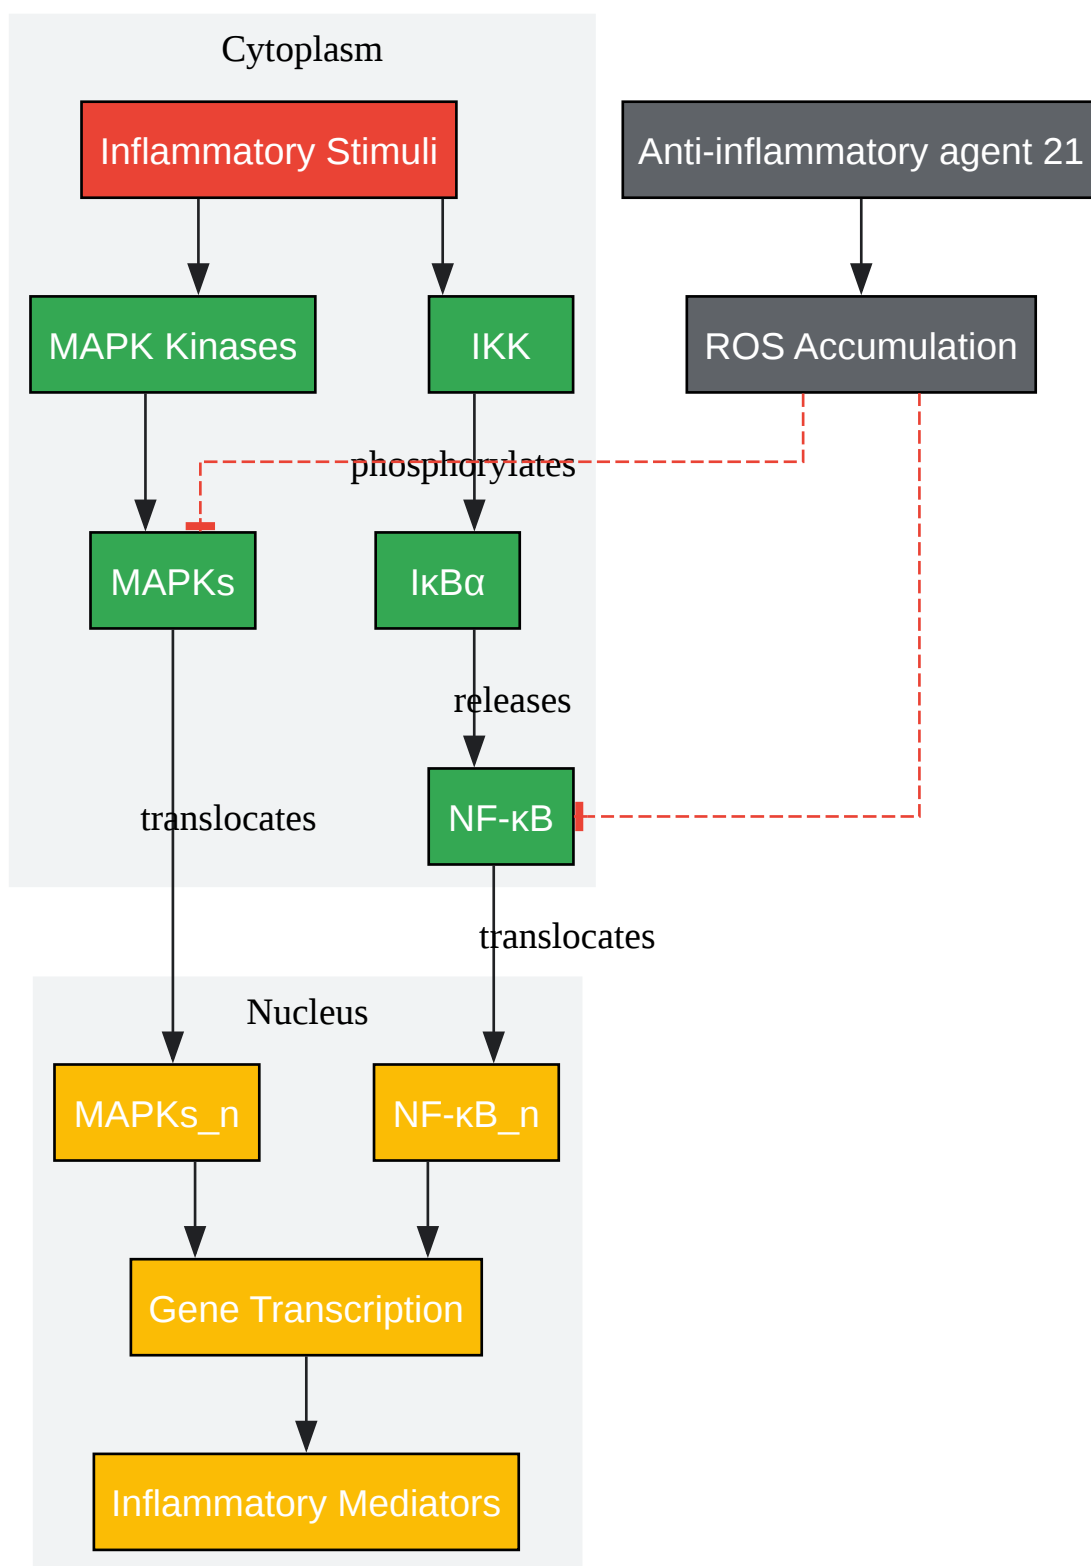 Cytoplasm
Inflammatory Stimuli
Anti-inflammatory agent 21
MAPK Kinases
IKK
ROS Accumulation
phosphorylates
MAPKs
IκBα
releases
translocates
NF-κB
translocates
Nucleus
MAPKs_n
NF-κB_n
Gene Transcription
Inflammatory Mediators